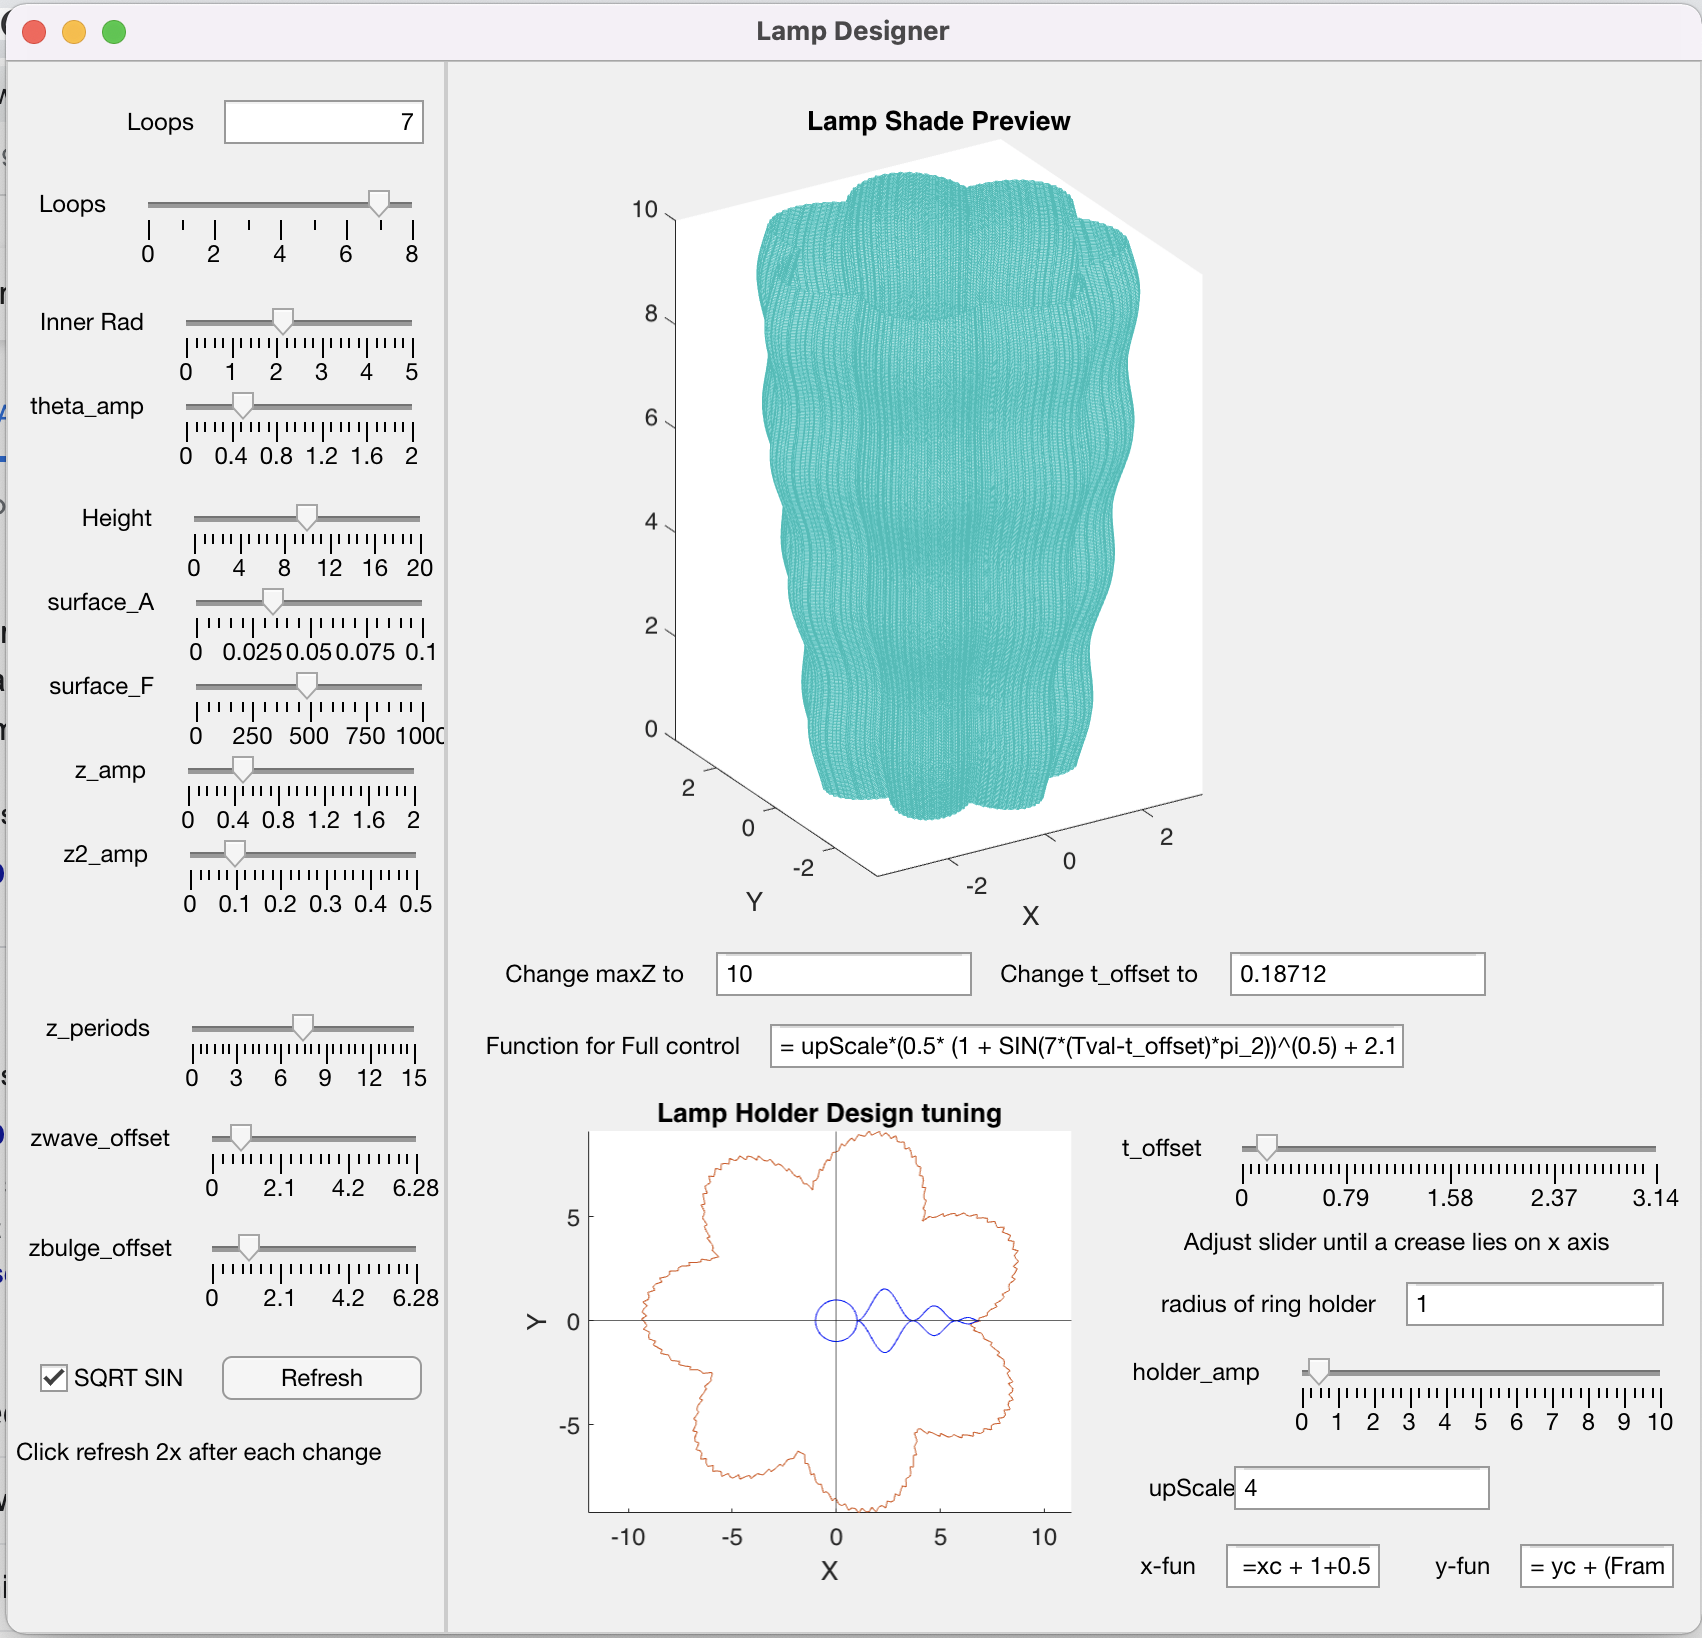 Lamp Designer
Loops 7
Loops
0 2 4 6 8
Inner Rad
0 1 2 3 4 5
theta_amp
0 0.4 0.8 1.2 1.6 2
Height
0 4 8 12 16 20
surface_A
0 0.025 0.05 0.075 0.1
surface_F
0 250 500 750 1000
z_amp
0 0.4 0.8 1.2 1.6 2
z2_amp
0 0.1 0.2 0.3 0.4 0.5
z_periods
0 3 6 9 12 15
zwave_offset
0 2.1 4.2 6.28
zbulge_offset
0 2.1 4.2 6.28
SQRT SIN Refresh
Click refresh 2x after each change
Lamp Shade Preview
10
8
6
4
2
0
2
0
-2
Y
-2
0
2
X
Change maxZ to 10 Change t_offset to 0.18712
Function for Full control = upScale*(0.5* (1 + SIN(7*(Tval-t_offset)*pi_2))^(0.5) + 2.1
Lamp Holder Design tuning
5
0
-5
Y
-10 -5 0 5 10
X
t_offset
0 0.79 1.58 2.37 3.14
Adjust slider until a crease lies on x axis
radius of ring holder 1
holder_amp
0 1 2 3 4 5 6 7 8 9 10
upScale 4
x-fun =xc + 1+0.5 y-fun = yc + (Fram